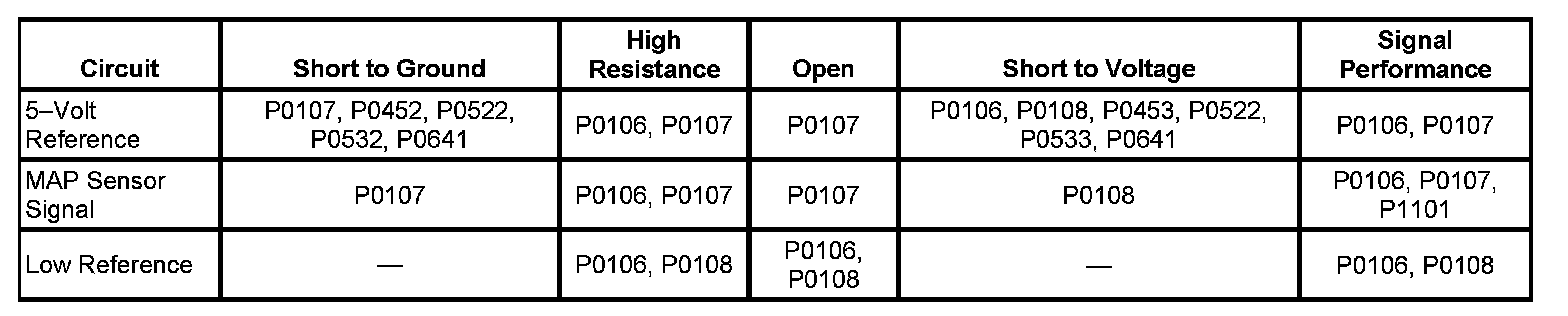 Circuit
Short to Ground
High
Resistance
Open
Short to Voltage
Signal
Performance
5–Volt
Reference
P0107, P0452, P0522,
P0532, P0641
P0106, P0107
P0107
P0106, P0108, P0453, P0522,
P0533, P0641
P0106, P0107
MAP Sensor
Signal
P0107
P0106, P0107
P0107
P0108
P0106, P0107,
P1101
Low Reference
—
P0106, P0108
P0106,
P0108
—
P0106, P0108